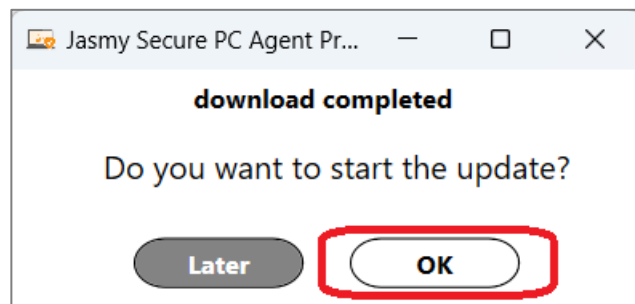 Jasmy Secure PC Agent Pr...
download completed
Do you want to start the update?
Later OK